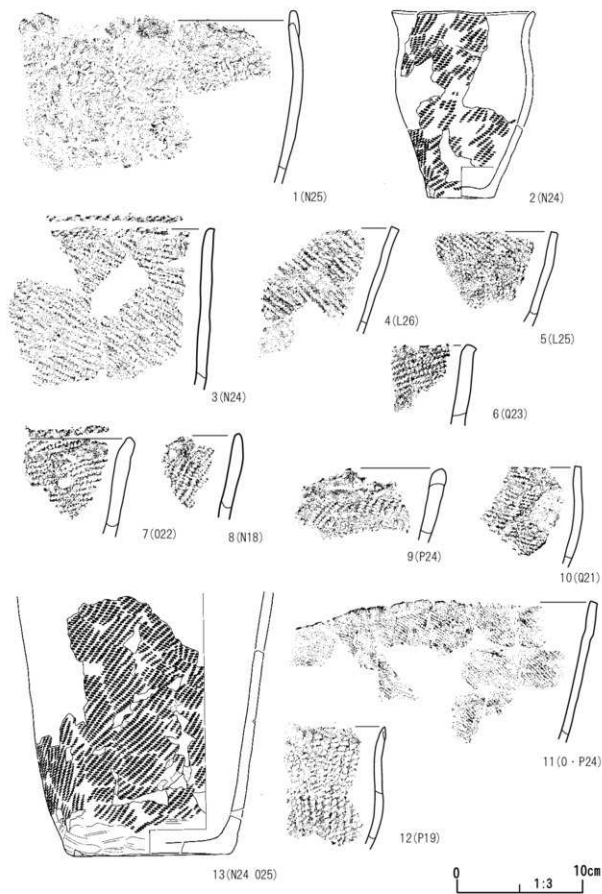 1(N25)
2(N24)
3(N24)
4(L26)
5(L25)
6(Q23)
7(O22)
8(N18)
9(P24)
10(Q21)
11(O・P24)
12(P19)
13(N24 O25)
0 10cm
1:3